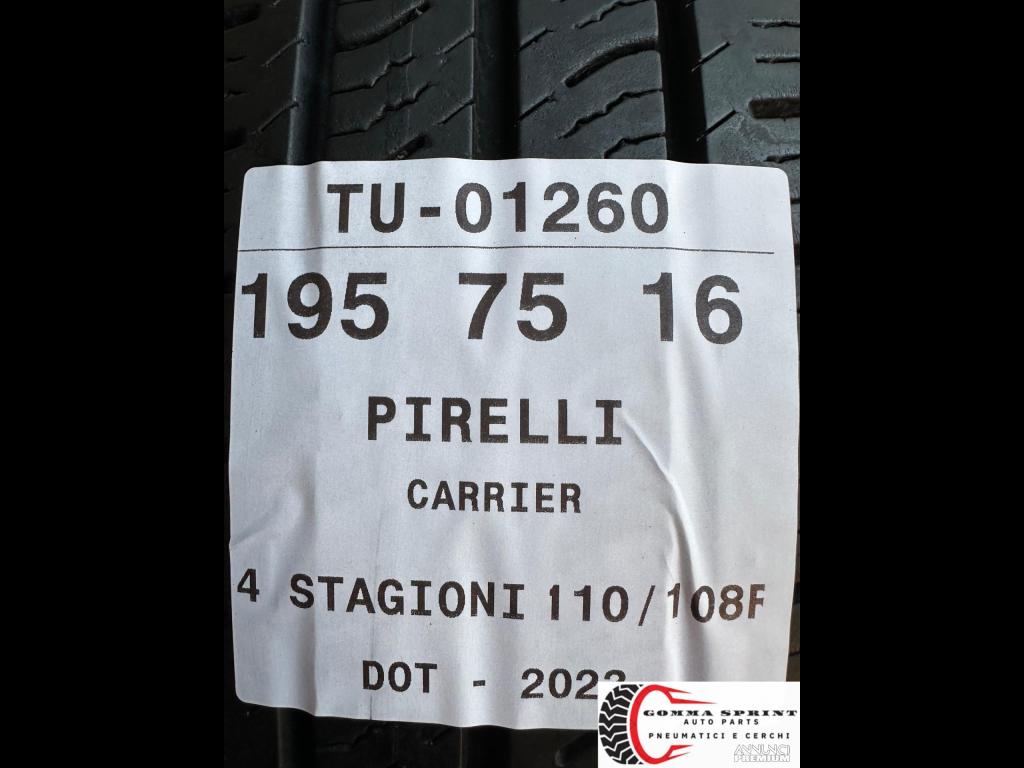 TU-01260
195 75 16
PIRELLI
CARRIER
4 STAGIONI 110/108
DOT -
GOMMA SPRINT
AUTO PARTS
PNEUMATICI E CERCHI
ANNUNCI
PREMIUM